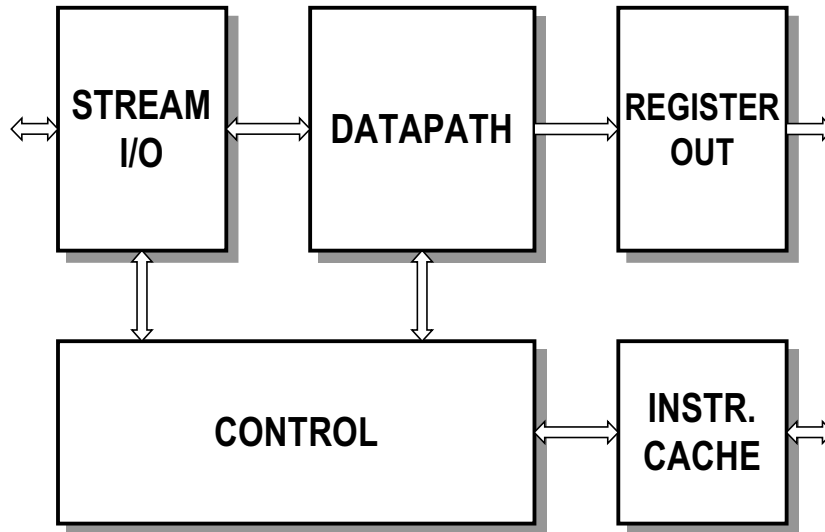 STREAM
I/O
DATAPATH
REGISTER
OUT
CONTROL
INSTR.
CACHE